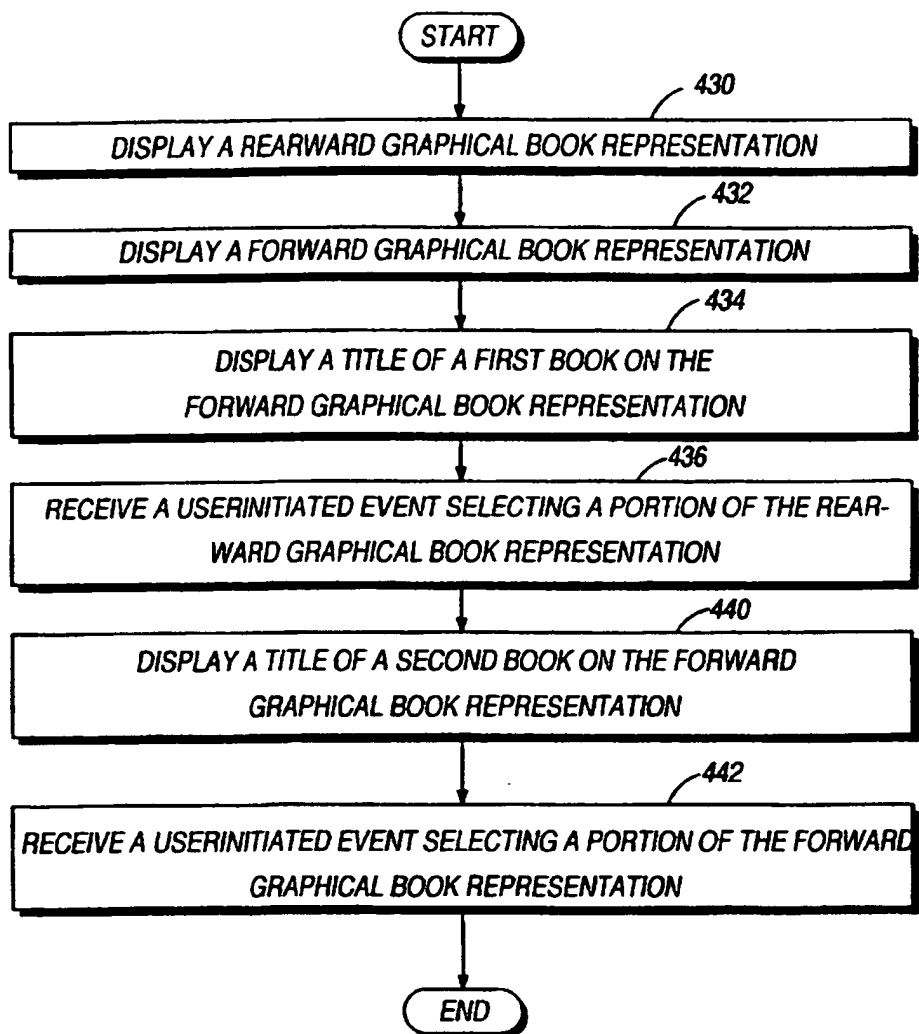 START
430
DISPLAY A REARWARD GRAPHICAL BOOK REPRESENTATION
432
DISPLAY A FORWARD GRAPHICAL BOOK REPRESENTATION
434
DISPLAY A TITLE OF A FIRST BOOK ON THE
FORWARD GRAPHICAL BOOK REPRESENTATION
436
RECEIVE A USERINITIATED EVENT SELECTING A PORTION OF THE REAR-
WARD GRAPHICAL BOOK REPRESENTATION
440
DISPLAY A TITLE OF A SECOND BOOK ON THE FORWARD
GRAPHICAL BOOK REPRESENTATION
442
RECEIVE A USERINITIATED EVENT SELECTING A PORTION OF THE FORWARD
GRAPHICAL BOOK REPRESENTATION
END